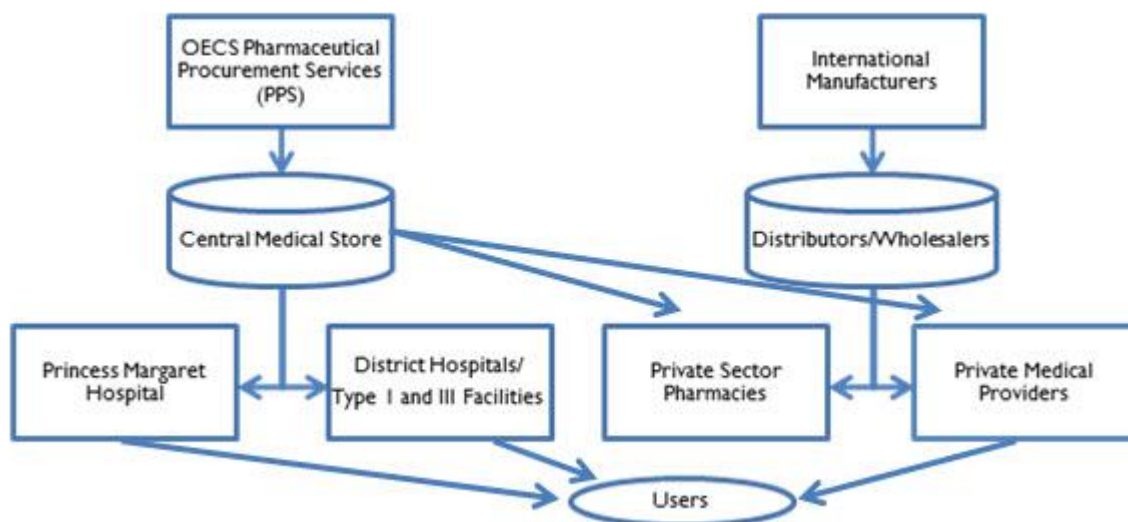 OECS Pharmaceutical
Procurement Services
(PPS)
International
Manufacturers
Central Medical Store
Distributors/Wholesalers
Princess Margaret
Hospital
District Hospitals/
Type I and III Facilities
Private Sector
Pharmacies
Private Medical
Providers
Users